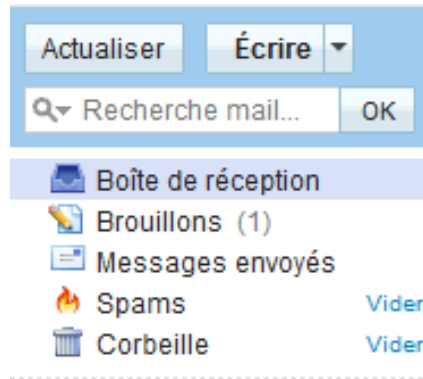 Actualiser Écrire
Recherche mail... OK
Boîte de réception
Brouillons (1)
Messages envoyés
Spams Vider
Corbeille Vider